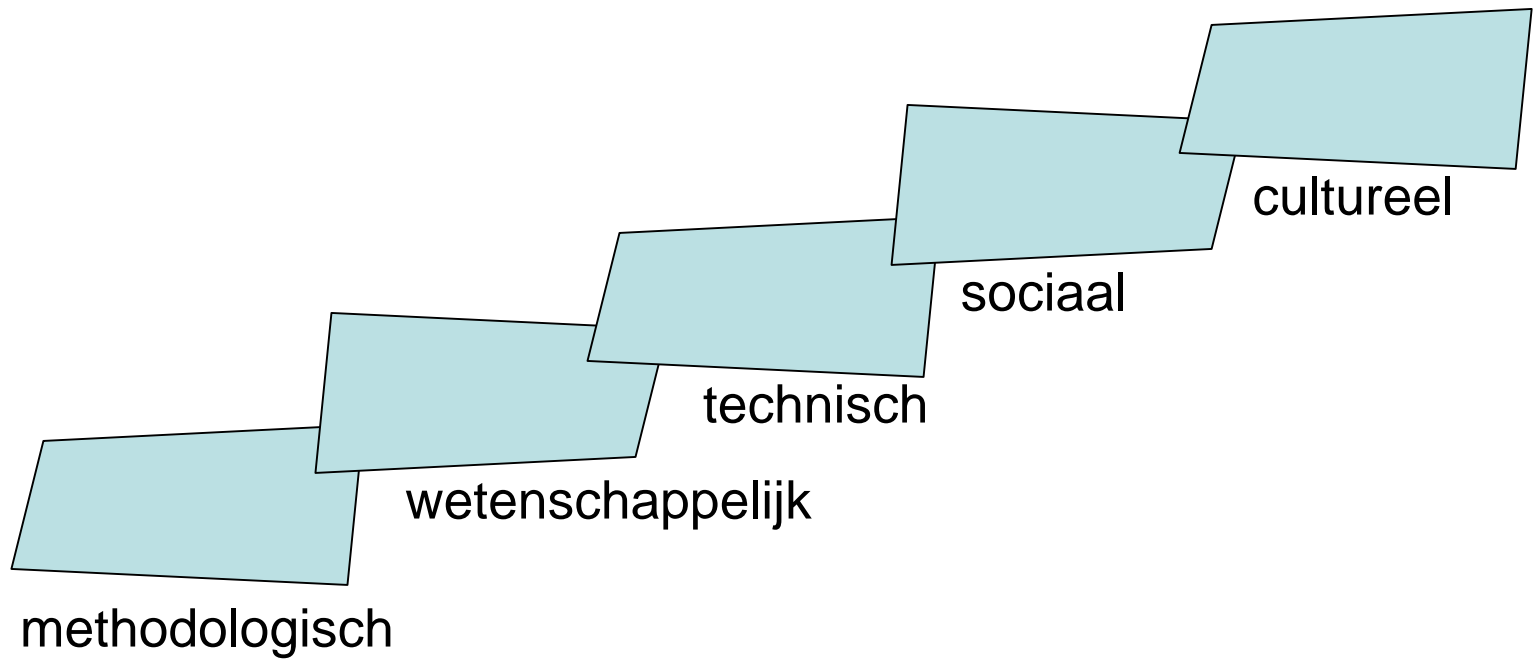 cultureel
sociaal
technisch
wetenschappelijk
methodologisch